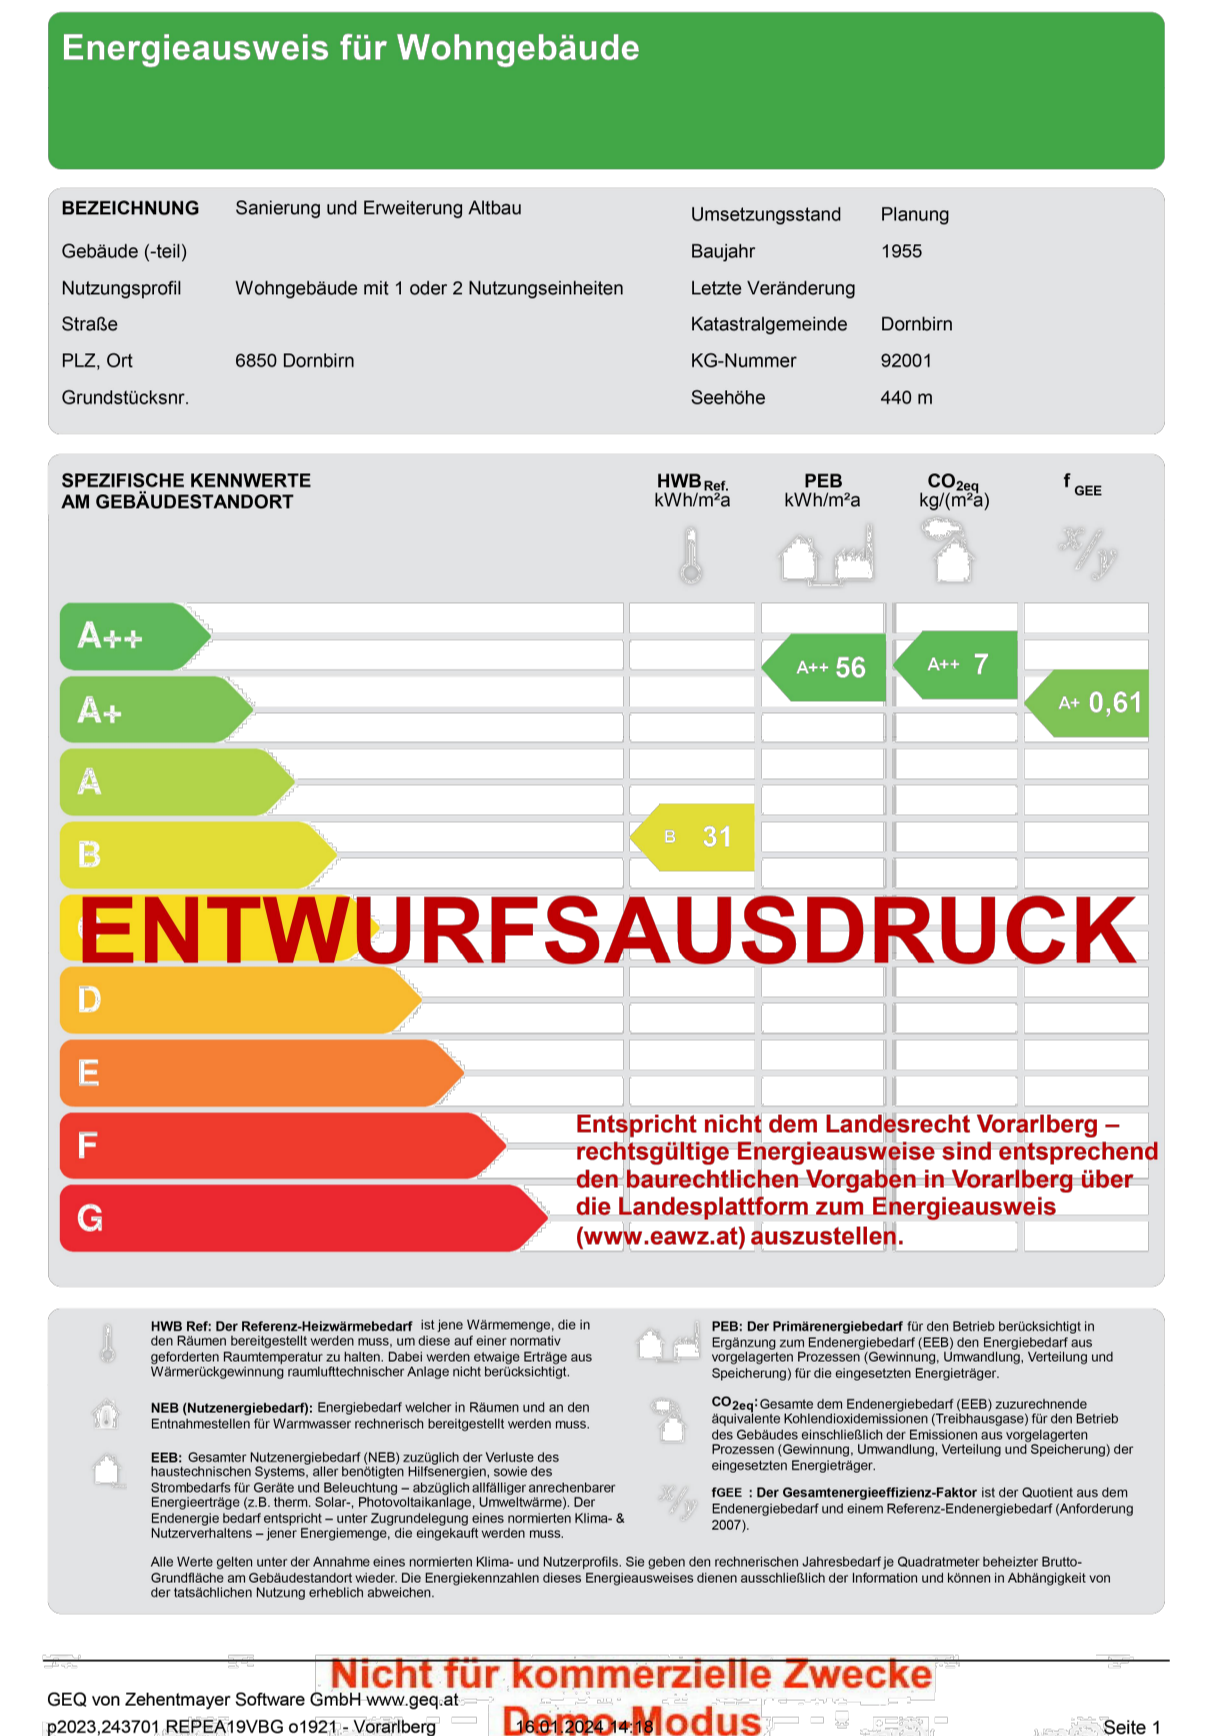 Energieausweis für Wohngebäude
BEZEICHNUNG Sanierung und Erweiterung Altbau
Umsetzungsstand Planung
Gebäude (-teil)
Baujahr 1955
Nutzungsprofil Wohngebäude mit 1 oder 2 Nutzungseinheiten
Letzte Veränderung
Straße
Katastralgemeinde Dornbirn
PLZ, Ort 6850 Dornbirn
KG-Nummer 92001
Grundstücksnr.
Seehöhe 440 m
SPEZIFISCHE KENNWERTE
AM GEBÄUDESTANDORT
HWB Ref.
kWh/m²a
PEB
kWh/m²a
CO2eq
kg/(m²a)
f GEE
x/y
A++
A++ 56
A++ 7
A+
A+ 0,61
A
B
B 31
ENTWURFSAUSDRUCK
D
E
F
G
Entspricht nicht dem Landesrecht Vorarlberg –
rechtsgültige Energieausweise sind entsprechend
den baurechtlichen Vorgaben in Vorarlberg über
die Landesplattform zum Energieausweis
(www.eawz.at) auszustellen.
HWB Ref: Der Referenz-Heizwärmebedarf ist jene Wärmemenge, die in
den Räumen bereitgestellt werden muss, um diese auf einer normativ
geforderten Raumtemperatur zu halten. Dabei werden etwaige Erträge aus
Wärmerückgewinnung raumlufttechnischer Anlage nicht berücksichtigt.
NEB (Nutzenergiebedarf): Energiebedarf welcher in Räumen und an den
Entnahmestellen für Warmwasser rechnerisch bereitgestellt werden muss.
EEB: Gesamter Nutzenergiebedarf (NEB) zuzüglich der Verluste des
haustechnischen Systems, aller benötigten Hilfsenergien, sowie des
Strombedarfs für Geräte und Beleuchtung – abzüglich allfälliger anrechenbarer
Energieerträge (z.B. therm. Solar-, Photovoltaikanlage, Umweltwärme). Der
Endenergie bedarf entspricht – unter Zugrundelegung eines normierten Klima- &
Nutzerverhaltens – jener Energiemenge, die eingekauft werden muss.
PEB: Der Primärenergiebedarf für den Betrieb berücksichtigt in
Ergänzung zum Endenergiebedarf (EEB) den Energiebedarf aus
vorgelagerten Prozessen (Gewinnung, Umwandlung, Verteilung und
Speicherung) für die eingesetzten Energieträger.
CO2eq: Gesamte dem Endenergiebedarf (EEB) zuzurechnende
äquivalente Kohlendioxidemissionen (Treibhausgase) für den Betrieb
des Gebäudes einschließlich der Emissionen aus vorgelagerten
Prozessen (Gewinnung, Umwandlung, Verteilung und Speicherung) der
eingesetzten Energieträger.
x/y
fGEE : Der Gesamtenergieeffizienz-Faktor ist der Quotient aus dem
Endenergiebedarf und einem Referenz-Endenergiebedarf (Anforderung
2007).
Alle Werte gelten unter der Annahme eines normierten Klima- und Nutzerprofils. Sie geben den rechnerischen Jahresbedarf je Quadratmeter beheizter Brutto-
Grundfläche am Gebäudestandort wieder. Die Energiekennzahlen dieses Energieausweises dienen ausschließlich der Information und können in Abhängigkeit von
der tatsächlichen Nutzung erheblich abweichen.
Nicht für kommerzielle Zwecke
GEQ von Zehentmayer Software GmbH www.geq.at
Demo-Modus
p2023,243701 REPEA19VBG o1921 - Vorarlberg 16.01.2024 14:18 Seite 1